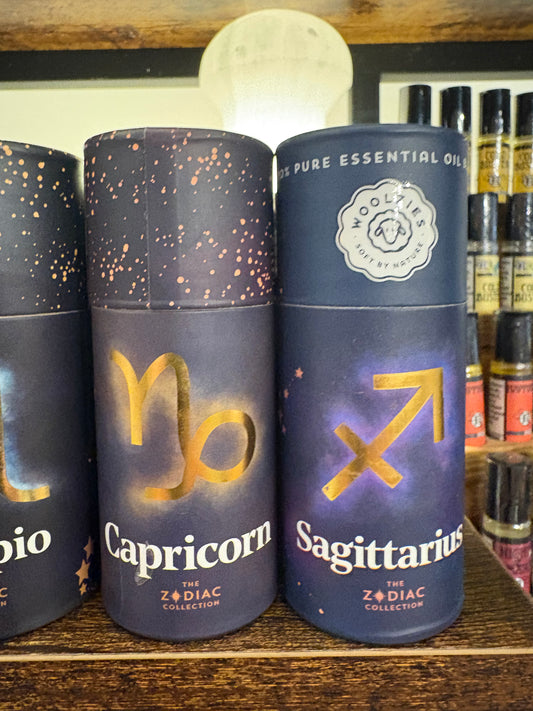 PURE ESSENTIAL OIL
WOOLZIES
SOFT BY NATURE
pio
Capricorn
THE
ZODIAC
COLLECTION
Sagittarius
THE
ZODIAC
COLLECTION